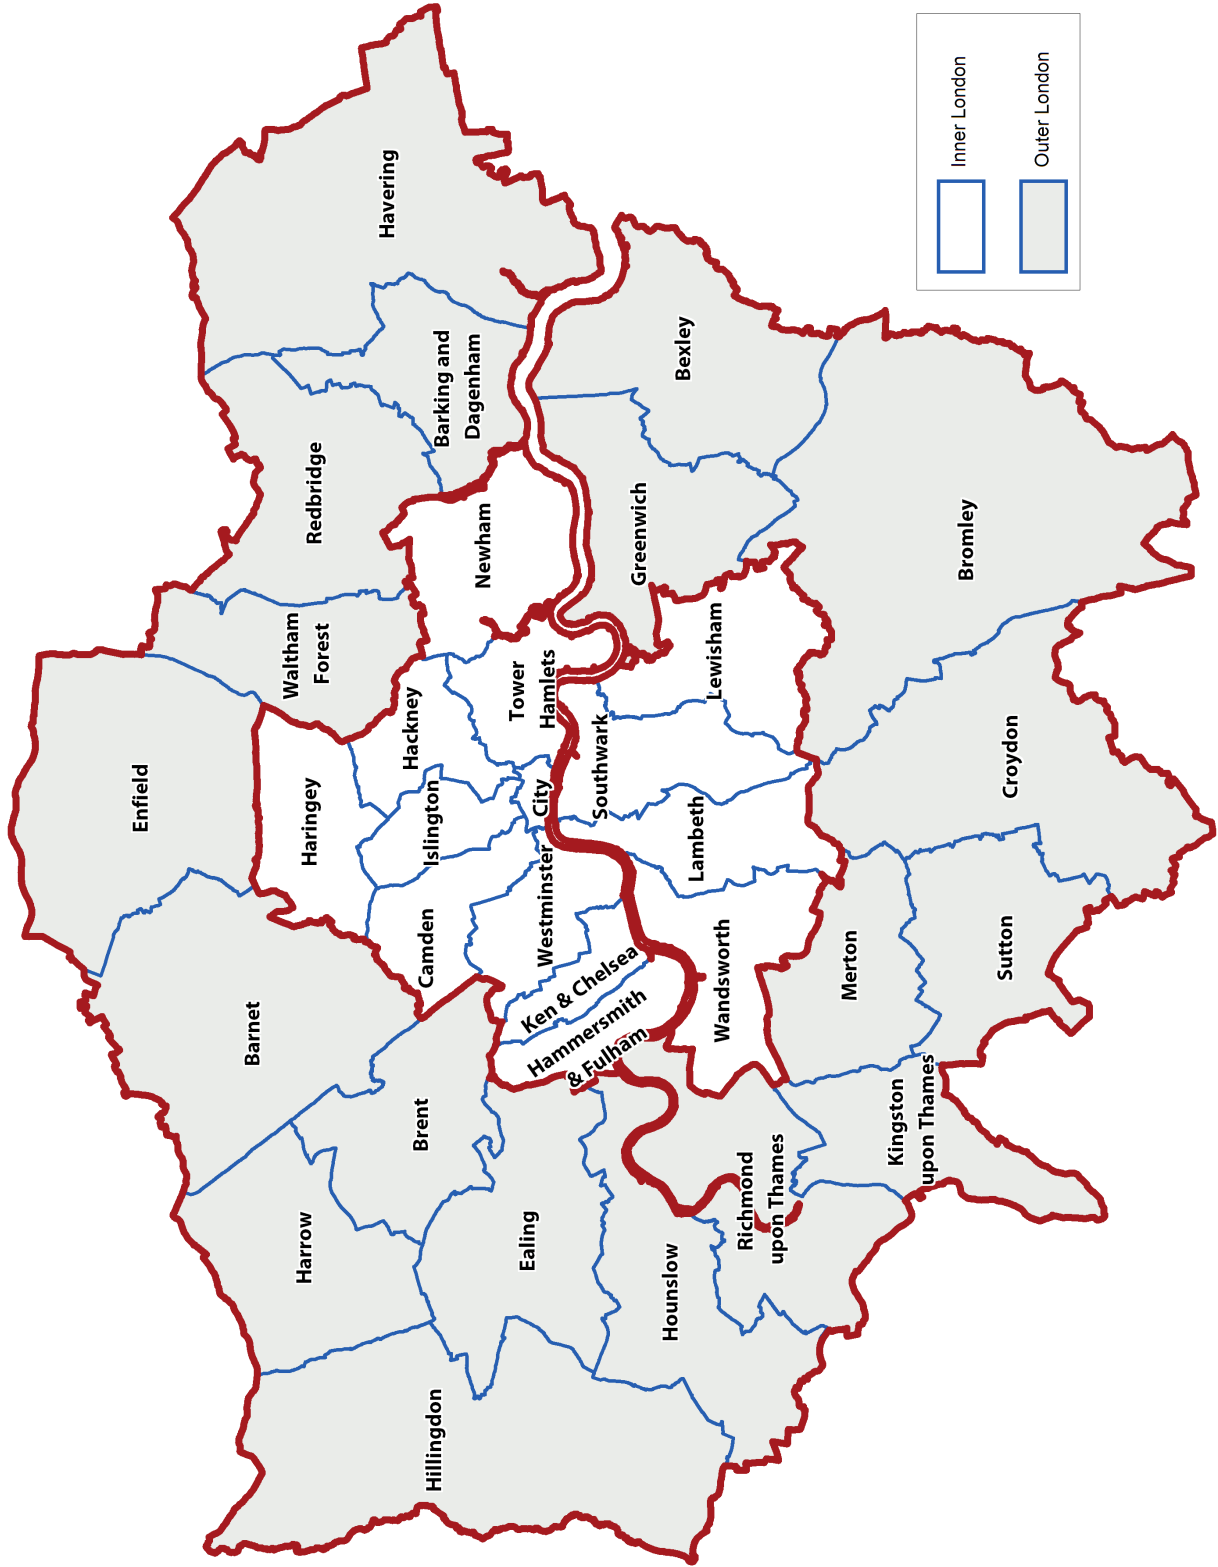 Enfield
Barnet
Haringey
Waltham
Forest
Redbridge
Havering
Harrow
Brent
Camden
Islington
Hackney
Newham
Barking and
Dagenham
Hillingdon
Ealing
Westminster
City
Tower
Hamlets
Ken & Chelsea
Hammersmith
& Fulham
Hounslow
Richmond
upon Thames
Wandsworth
Lambeth
Southwark
Lewisham
Greenwich
Bexley
Kingston
upon Thames
Merton
Sutton
Croydon
Bromley
Inner London
Outer London